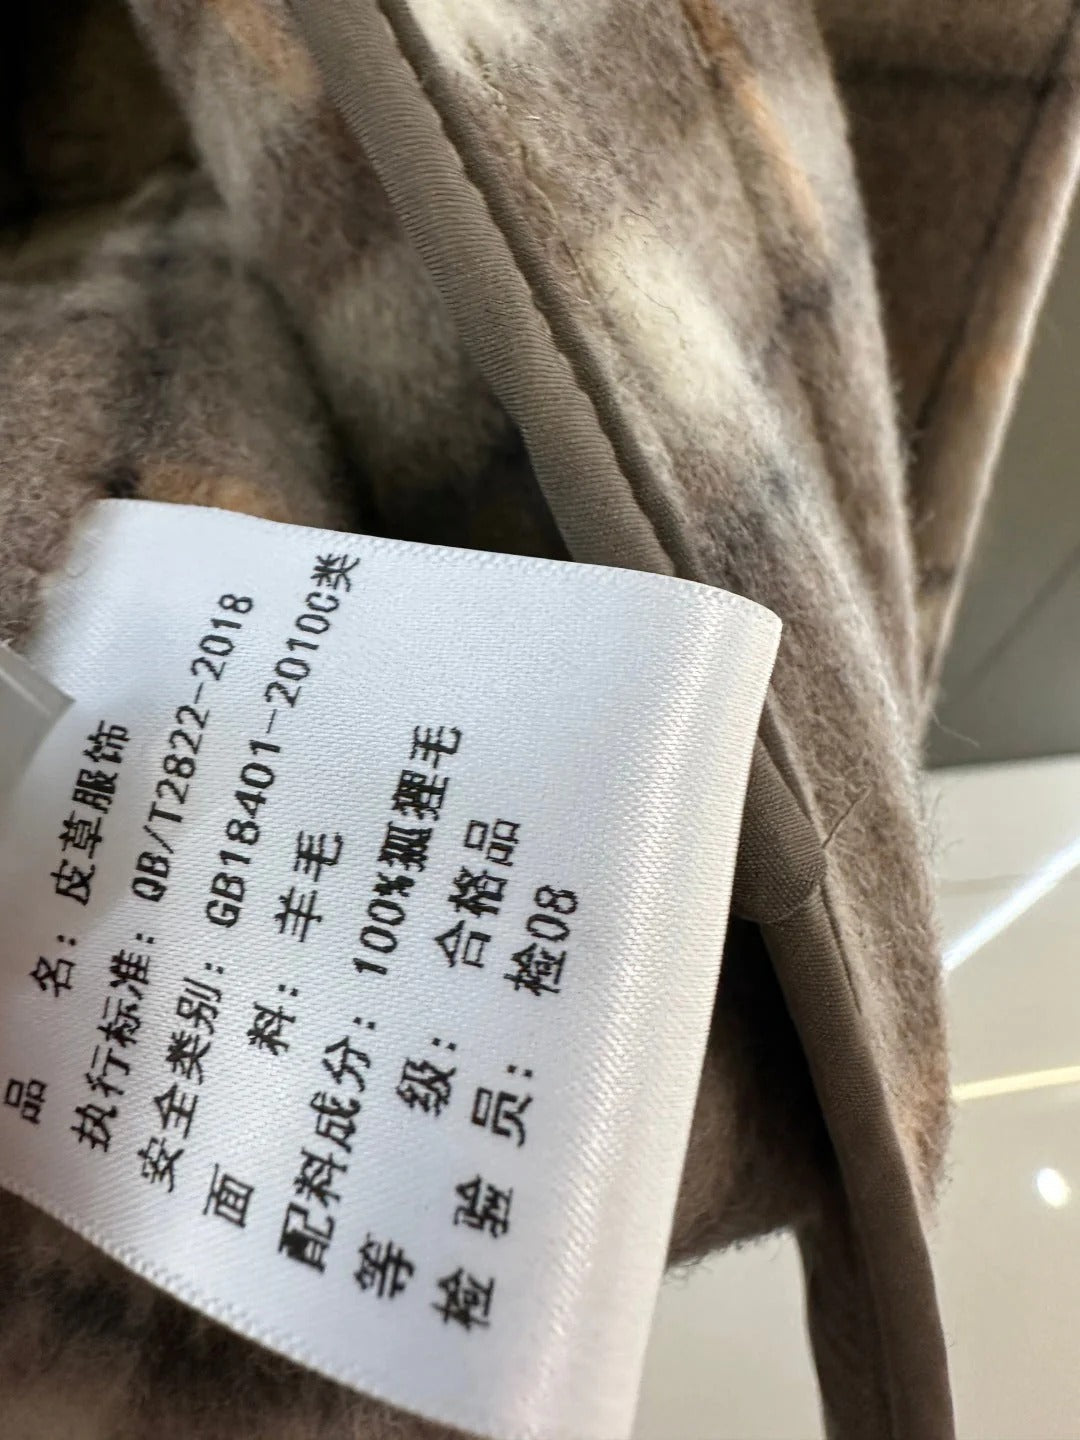 品 名：皮草服饰
执行标准：QB/T2822-2018
安全类别：GB18401-2010C类
面 料：羊毛
配料成分：100%狐狸毛
等 级：合格品
检 验 员：检08